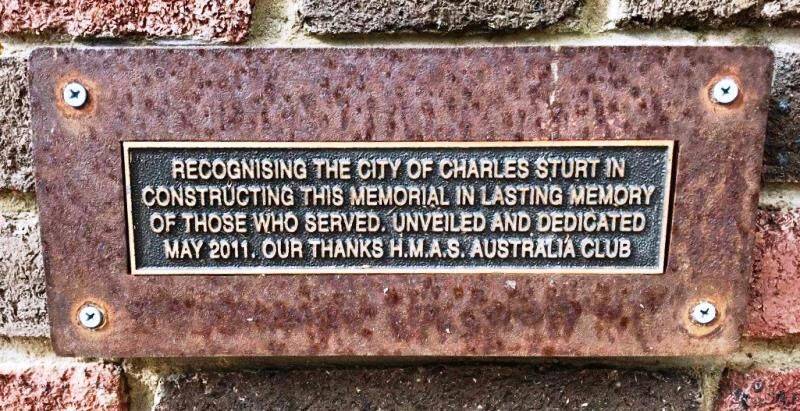 RECOGNISING THE CITY OF CHARLES STURT IN
CONSTRUCTING THIS MEMORIAL IN LASTING MEMORY
OF THOSE WHO SERVED. UNVEILED AND DEDICATED
MAY 2011. OUR THANKS H.M.A.S. AUSTRALIA CLUB